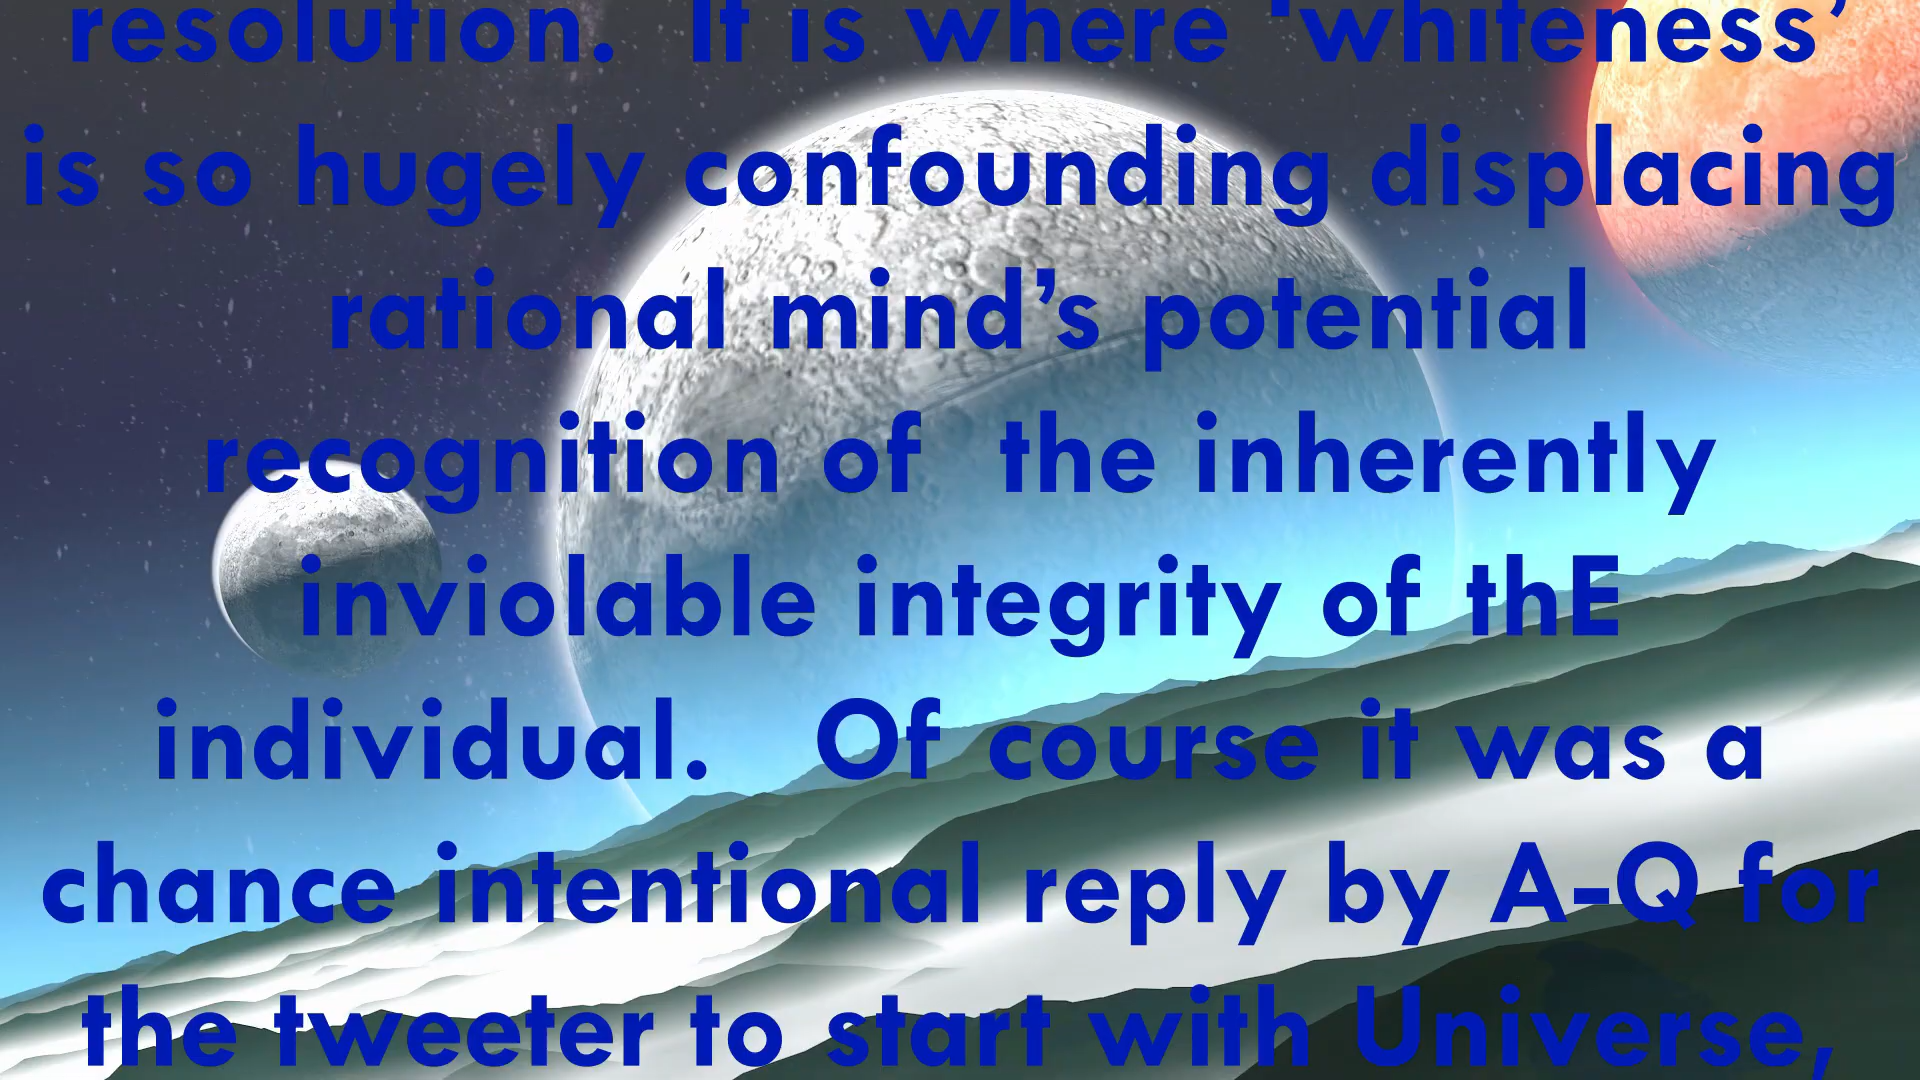 resolution. It is where ‘whiteness’
is so hugely confounding displacing
rational mind’s potential
recognition of the inherently
inviolable integrity of thE
individual. Of course it was a
chance intentional reply by A-Q for
the tweeter to start with Universe,